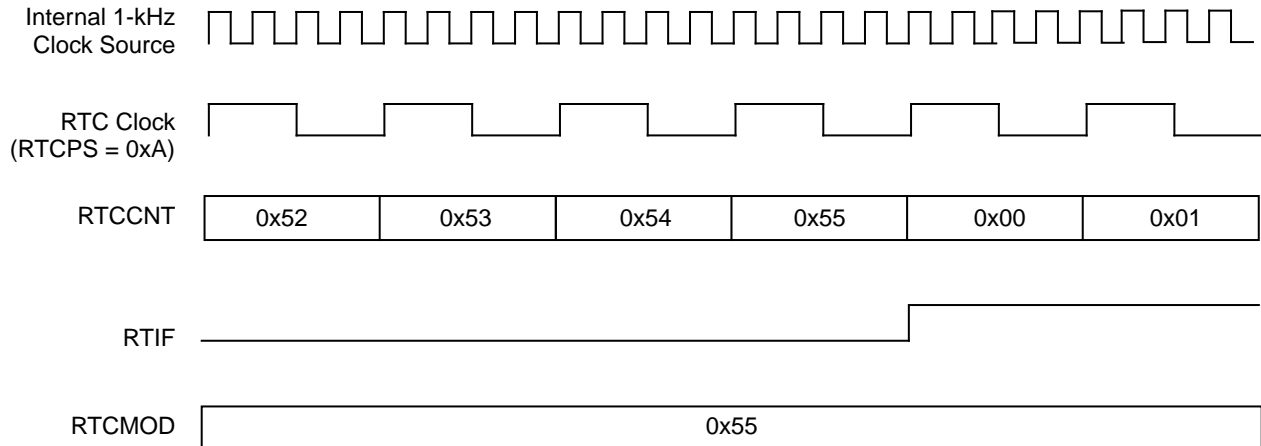 Internal 1-kHz
Clock Source
RTC Clock
(RTCPS = 0xA)
RTCCNT
0x52 0x53 0x54 0x55 0x00 0x01
RTIF
RTCMOD
0x55